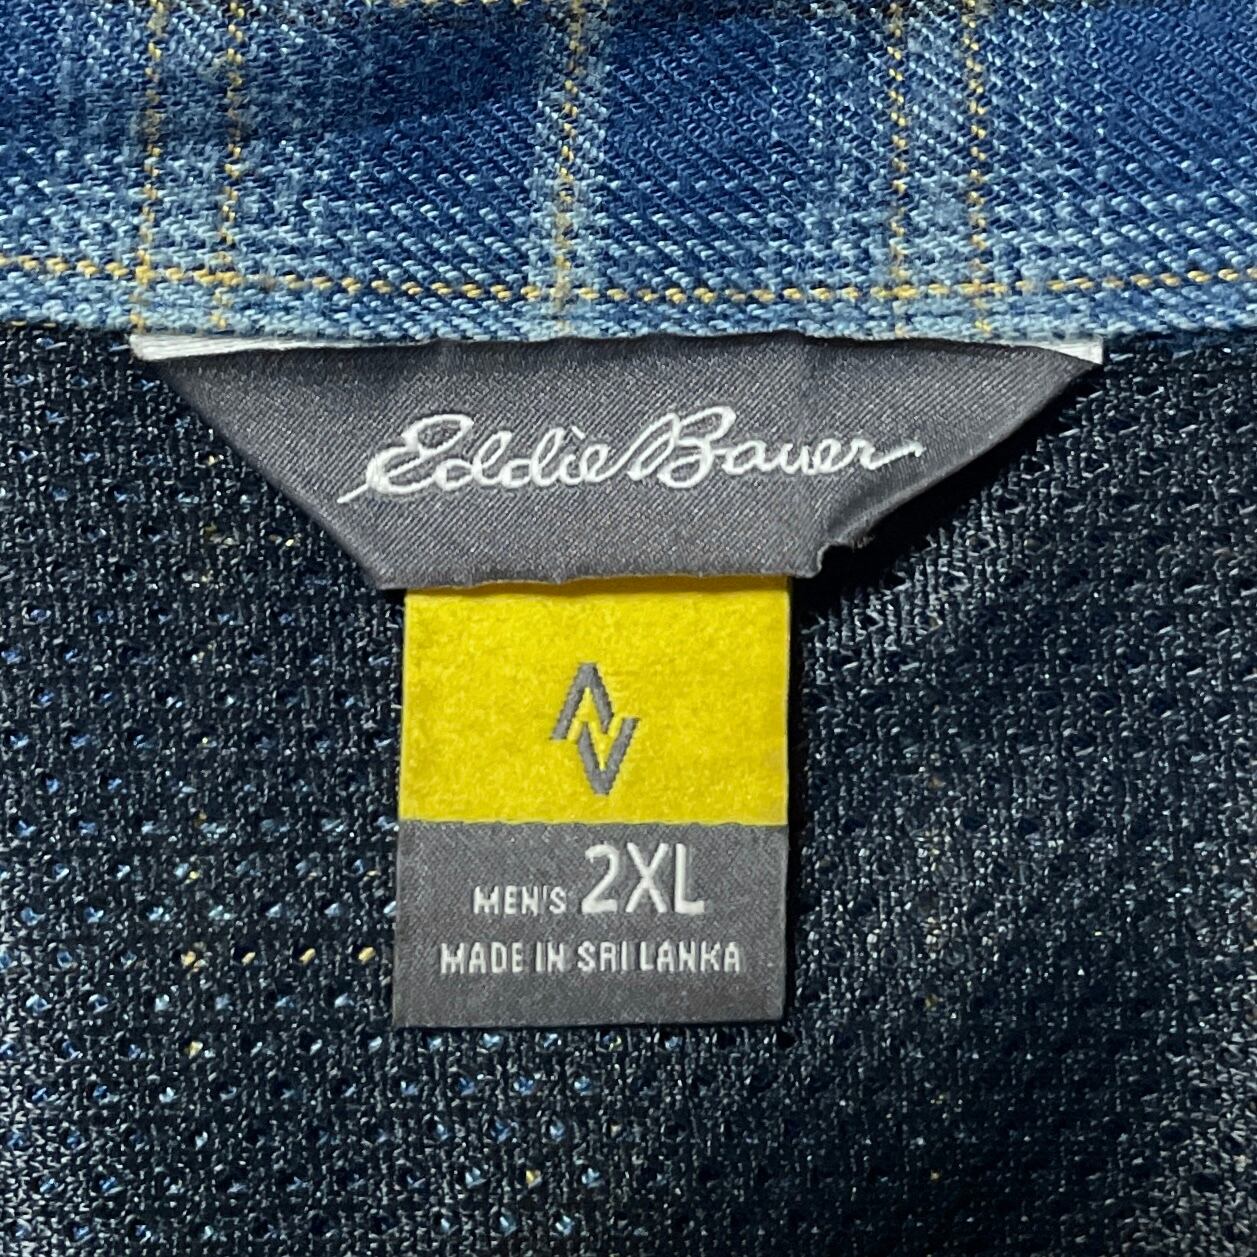 Eddie Bauer
MEN'S 2XL
MADE IN SRI LANKA